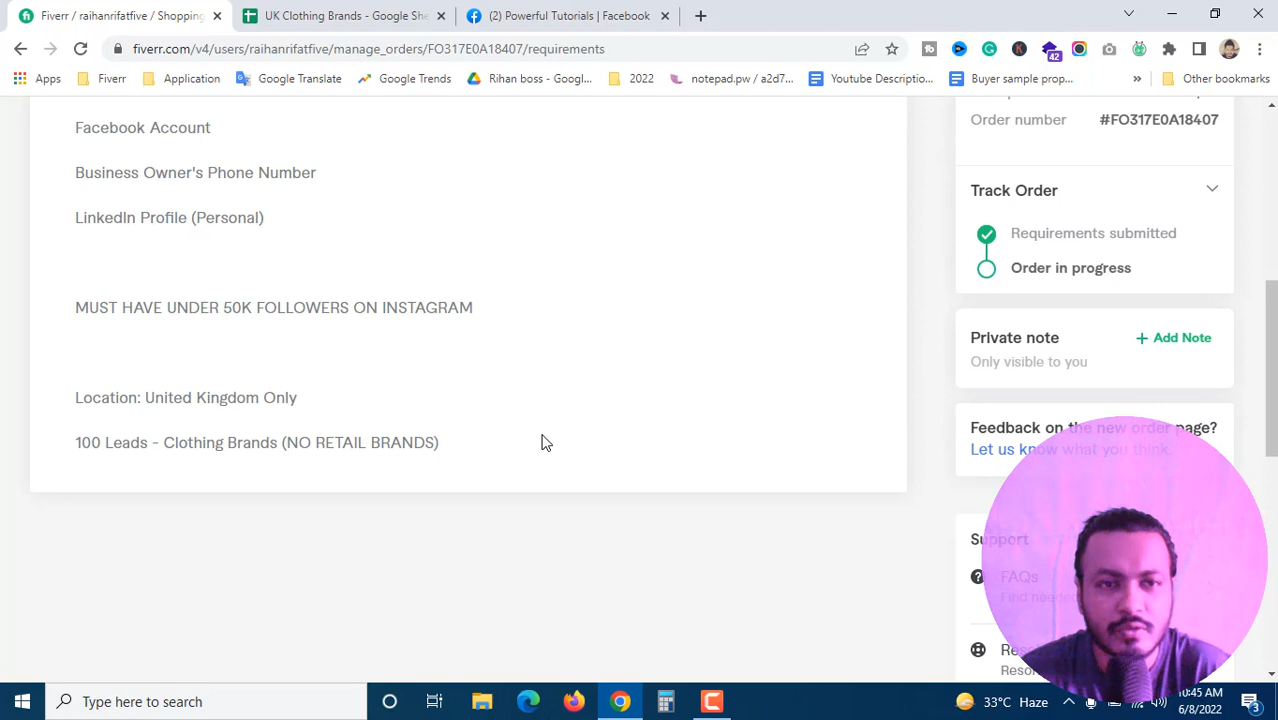 Fiverr / raihanrifatfive / Shopping
UK Clothing Brands - Google She
(2) Powerful Tutorials | Facebook
fiverr.com/v4/users/raihanrifatfive/manage_orders/FO317E0A18407/requirements
42
Apps
Fiverr
Application
Google Translate
Google Trends
Rihan boss - Googl...
2022
notepad.pw / a2d7...
Youtube Descriptio...
Buyer sample prop...
Other bookmarks
Facebook Account
Business Owner's Phone Number
LinkedIn Profile (Personal)
MUST HAVE UNDER 50K FOLLOWERS ON INSTAGRAM
Location: United Kingdom Only
100 Leads - Clothing Brands (NO RETAIL BRANDS)
Order number #FO317E0A18407
Track Order
Requirements submitted
Order in progress
Private note + Add Note
Only visible to you
Feedback on the new order page?
Let us know what you think.
Support
FAQs
Find needed
Type here to search
33°C Haze
10:45 AM
6/8/2022
3